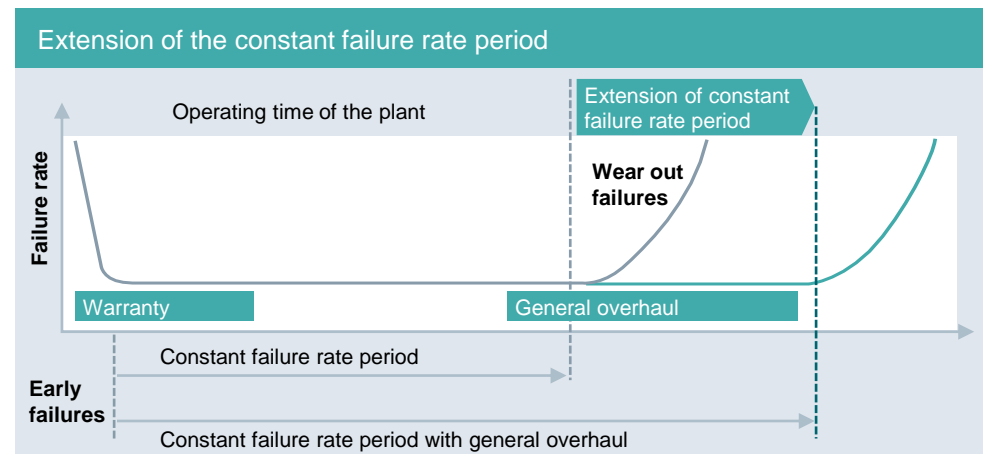 Extension of the constant failure rate period
Operating time of the plant
Extension of constant
failure rate period
Failure rate
Wear out
failures
Warranty
General overhaul
Constant failure rate period
Early
failures
Constant failure rate period with general overhaul